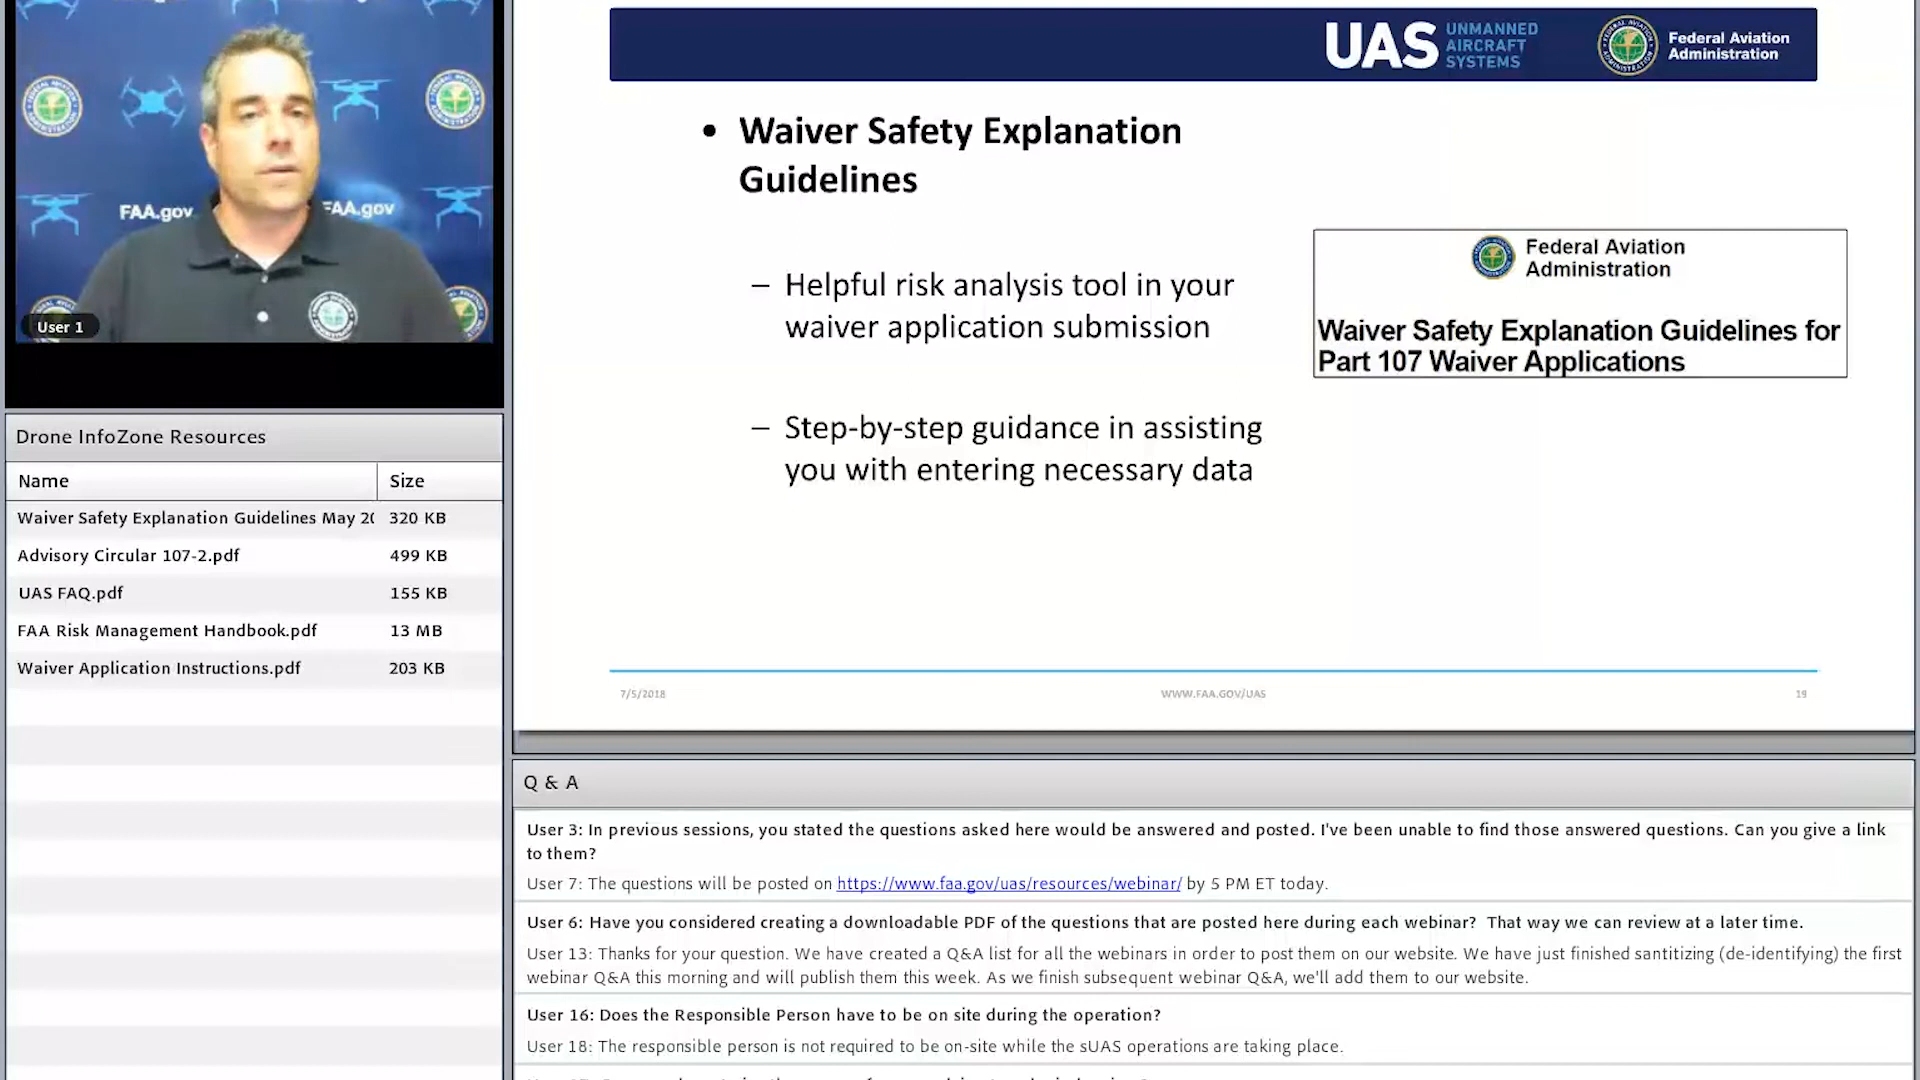 FAA.gov
FAA.gov
User 1
Drone InfoZone Resources
Name Size
Waiver Safety Explanation Guidelines May 20 320 KB
Advisory Circular 107-2.pdf 499 KB
UAS FAQ.pdf 155 KB
FAA Risk Management Handbook.pdf 13 MB
Waiver Application Instructions.pdf 203 KB
UAS UNMANNED
AIRCRAFT
SYSTEMS
Federal Aviation
Administration
• Waiver Safety Explanation
Guidelines
– Helpful risk analysis tool in your
waiver application submission
– Step-by-step guidance in assisting
you with entering necessary data
Federal Aviation
Administration
Waiver Safety Explanation Guidelines for
Part 107 Waiver Applications
7/5/2018 WWW.FAA.GOV/UAS 19
Q & A
User 3: In previous sessions, you stated the questions asked here would be answered and posted. I've been unable to find those answered questions. Can you give a link
to them?
User 7: The questions will be posted on https://www.faa.gov/uas/resources/webinar/ by 5 PM ET today.
User 6: Have you considered creating a downloadable PDF of the questions that are posted here during each webinar? That way we can review at a later time.
User 13: Thanks for your question. We have created a Q&A list for all the webinars in order to post them on our website. We have just finished santitizing (de-identifying) the first
webinar Q&A this morning and will publish them this week. As we finish subsequent webinar Q&A, we'll add them to our website.
User 16: Does the Responsible Person have to be on site during the operation?
User 18: The responsible person is not required to be on-site while the sUAS operations are taking place.